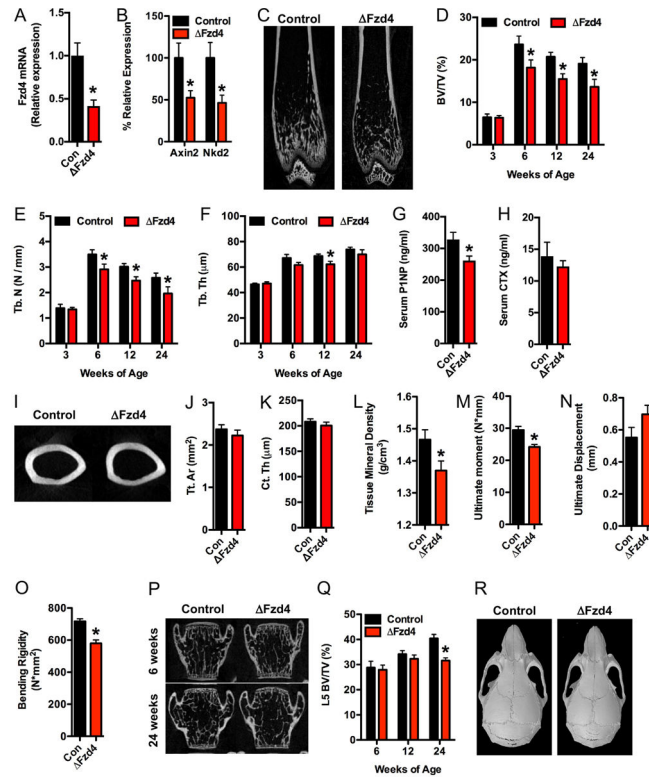 A
Fzd4 mRNA
(Relative expression)
1.5
1.0
0.5
0.0
*
Con
ΔFzd4
B
Control
ΔFzd4
% Relative Expression
150
100
50
0
*
*
Axin2 Nkd2
C
Control ΔFzd4
D
Control
ΔFzd4
BV/TV (%)
30
20
10
0
*
*
*
3 6 12 24
Weeks of Age
E
Control ΔFzd4
Tb. N (N / mm)
5
4
3
2
1
0
*
*
*
3 6 12 24
Weeks of Age
F
Control ΔFzd4
Tb. Th (μm)
100
80
60
40
20
0
*
3 6 12 24
Weeks of Age
G
Serum P1NP (ng/ml)
400
300
200
100
0
*
Con
ΔFzd4
H
Serum CTX (ng/ml)
20
15
10
5
0
Con
ΔFzd4
I
Control ΔFzd4
J
Tt. Ar (mm²)
3
2
1
0
Con
ΔFzd4
K
Ct. Th (μm)
250
200
150
100
50
0
Con
ΔFzd4
L
Tissue Mineral Density
(g/cm³)
1.6
1.5
1.4
1.3
1.2
*
Con
ΔFzd4
M
Ultimate moment (N*mm)
40
30
20
10
0
*
Con
ΔFzd4
N
Ultimate Displacement
(mm)
0.8
0.6
0.4
0.2
0.0
Con
ΔFzd4
O
Bending Rigidity
(N*mm²)
800
600
400
200
0
*
Con
ΔFzd4
P
Control ΔFzd4
6 weeks
24 weeks
Q
Control
ΔFzd4
L5 BV/TV (%)
50
40
30
20
10
0
*
6 12 24
Weeks of Age
R
Control ΔFzd4